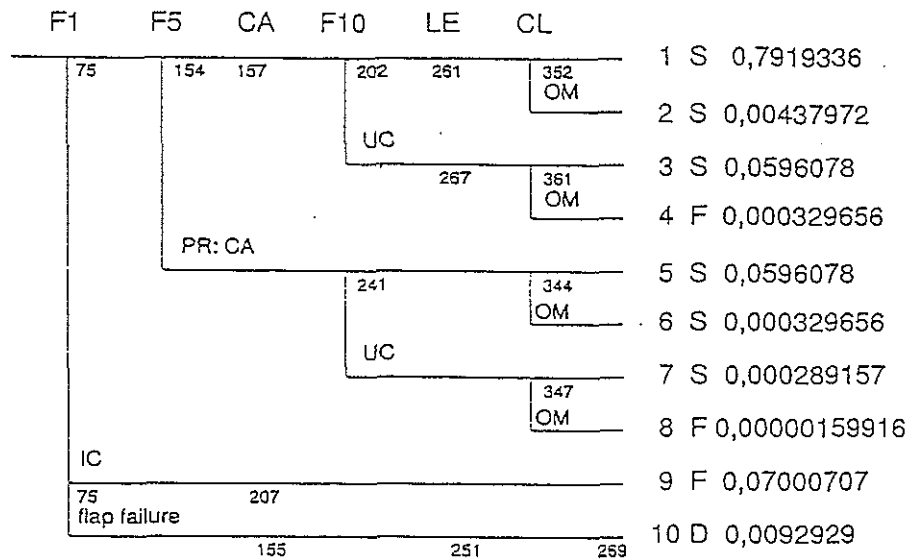 F1 F5 CA F10 LE CL
1 S 0,7919336
75 154 157 202 261 352
OM
2 S 0,00437972
UC
3 S 0,0596078
267 361
OM
4 F 0,000329656
PR: CA
5 S 0,0596078
241 344
OM
6 S 0,000329656
UC
7 S 0,000289157
347
OM
8 F 0,00000159916
IC
9 F 0,07000707
75 207
flap failure
10 D 0,0092929
155 251 269